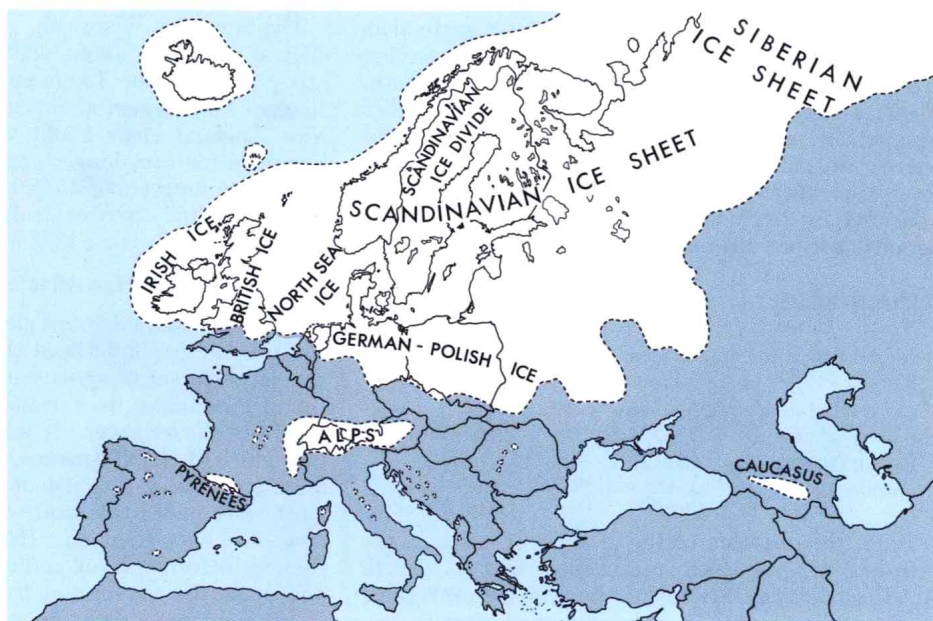 SIBERIAN
ICE SHEET
SCANDINAVIAN
ICE DIVIDE
SCANDINAVIAN ICE SHEET
IRISH ICE
BRITISH ICE
NORTH SEA
ICE
GERMAN - POLISH ICE
ALPS
PYRENEES
CAUCASUS